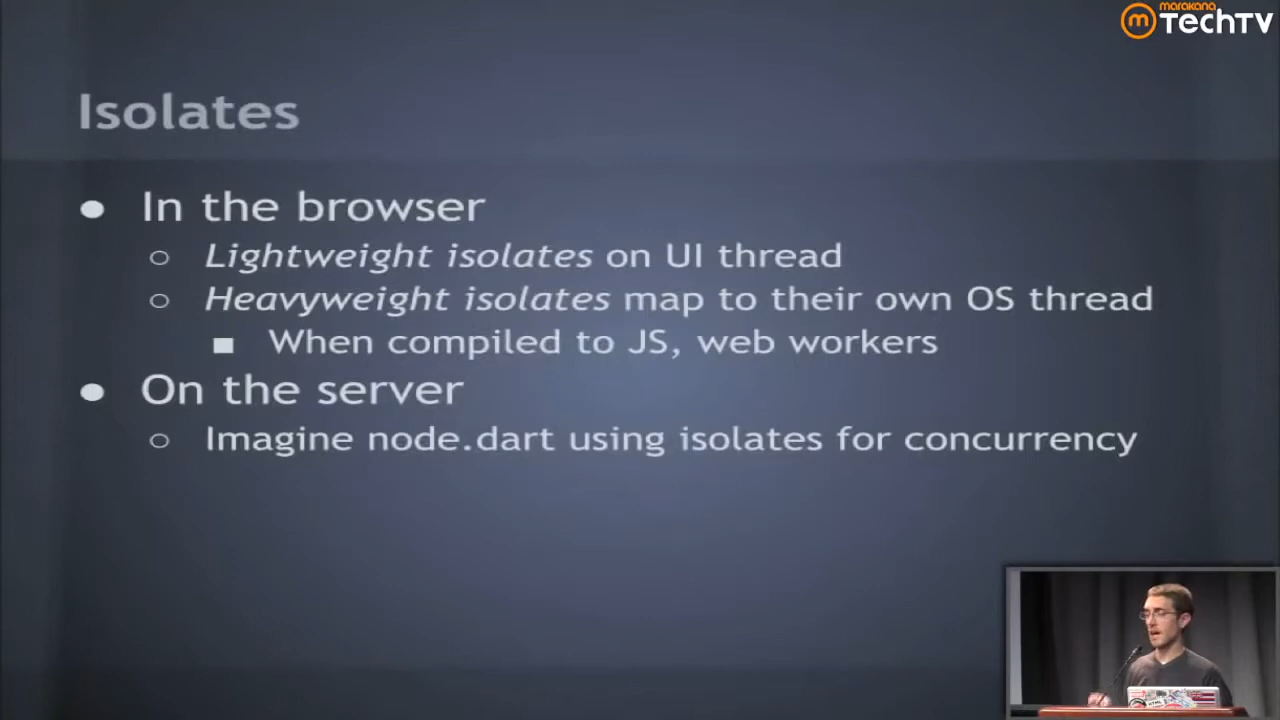 marakana
TechTV
Isolates
● In the browser
○ Lightweight isolates on UI thread
○ Heavyweight isolates map to their own OS thread
■ When compiled to JS, web workers
● On the server
○ Imagine node.dart using isolates for concurrency